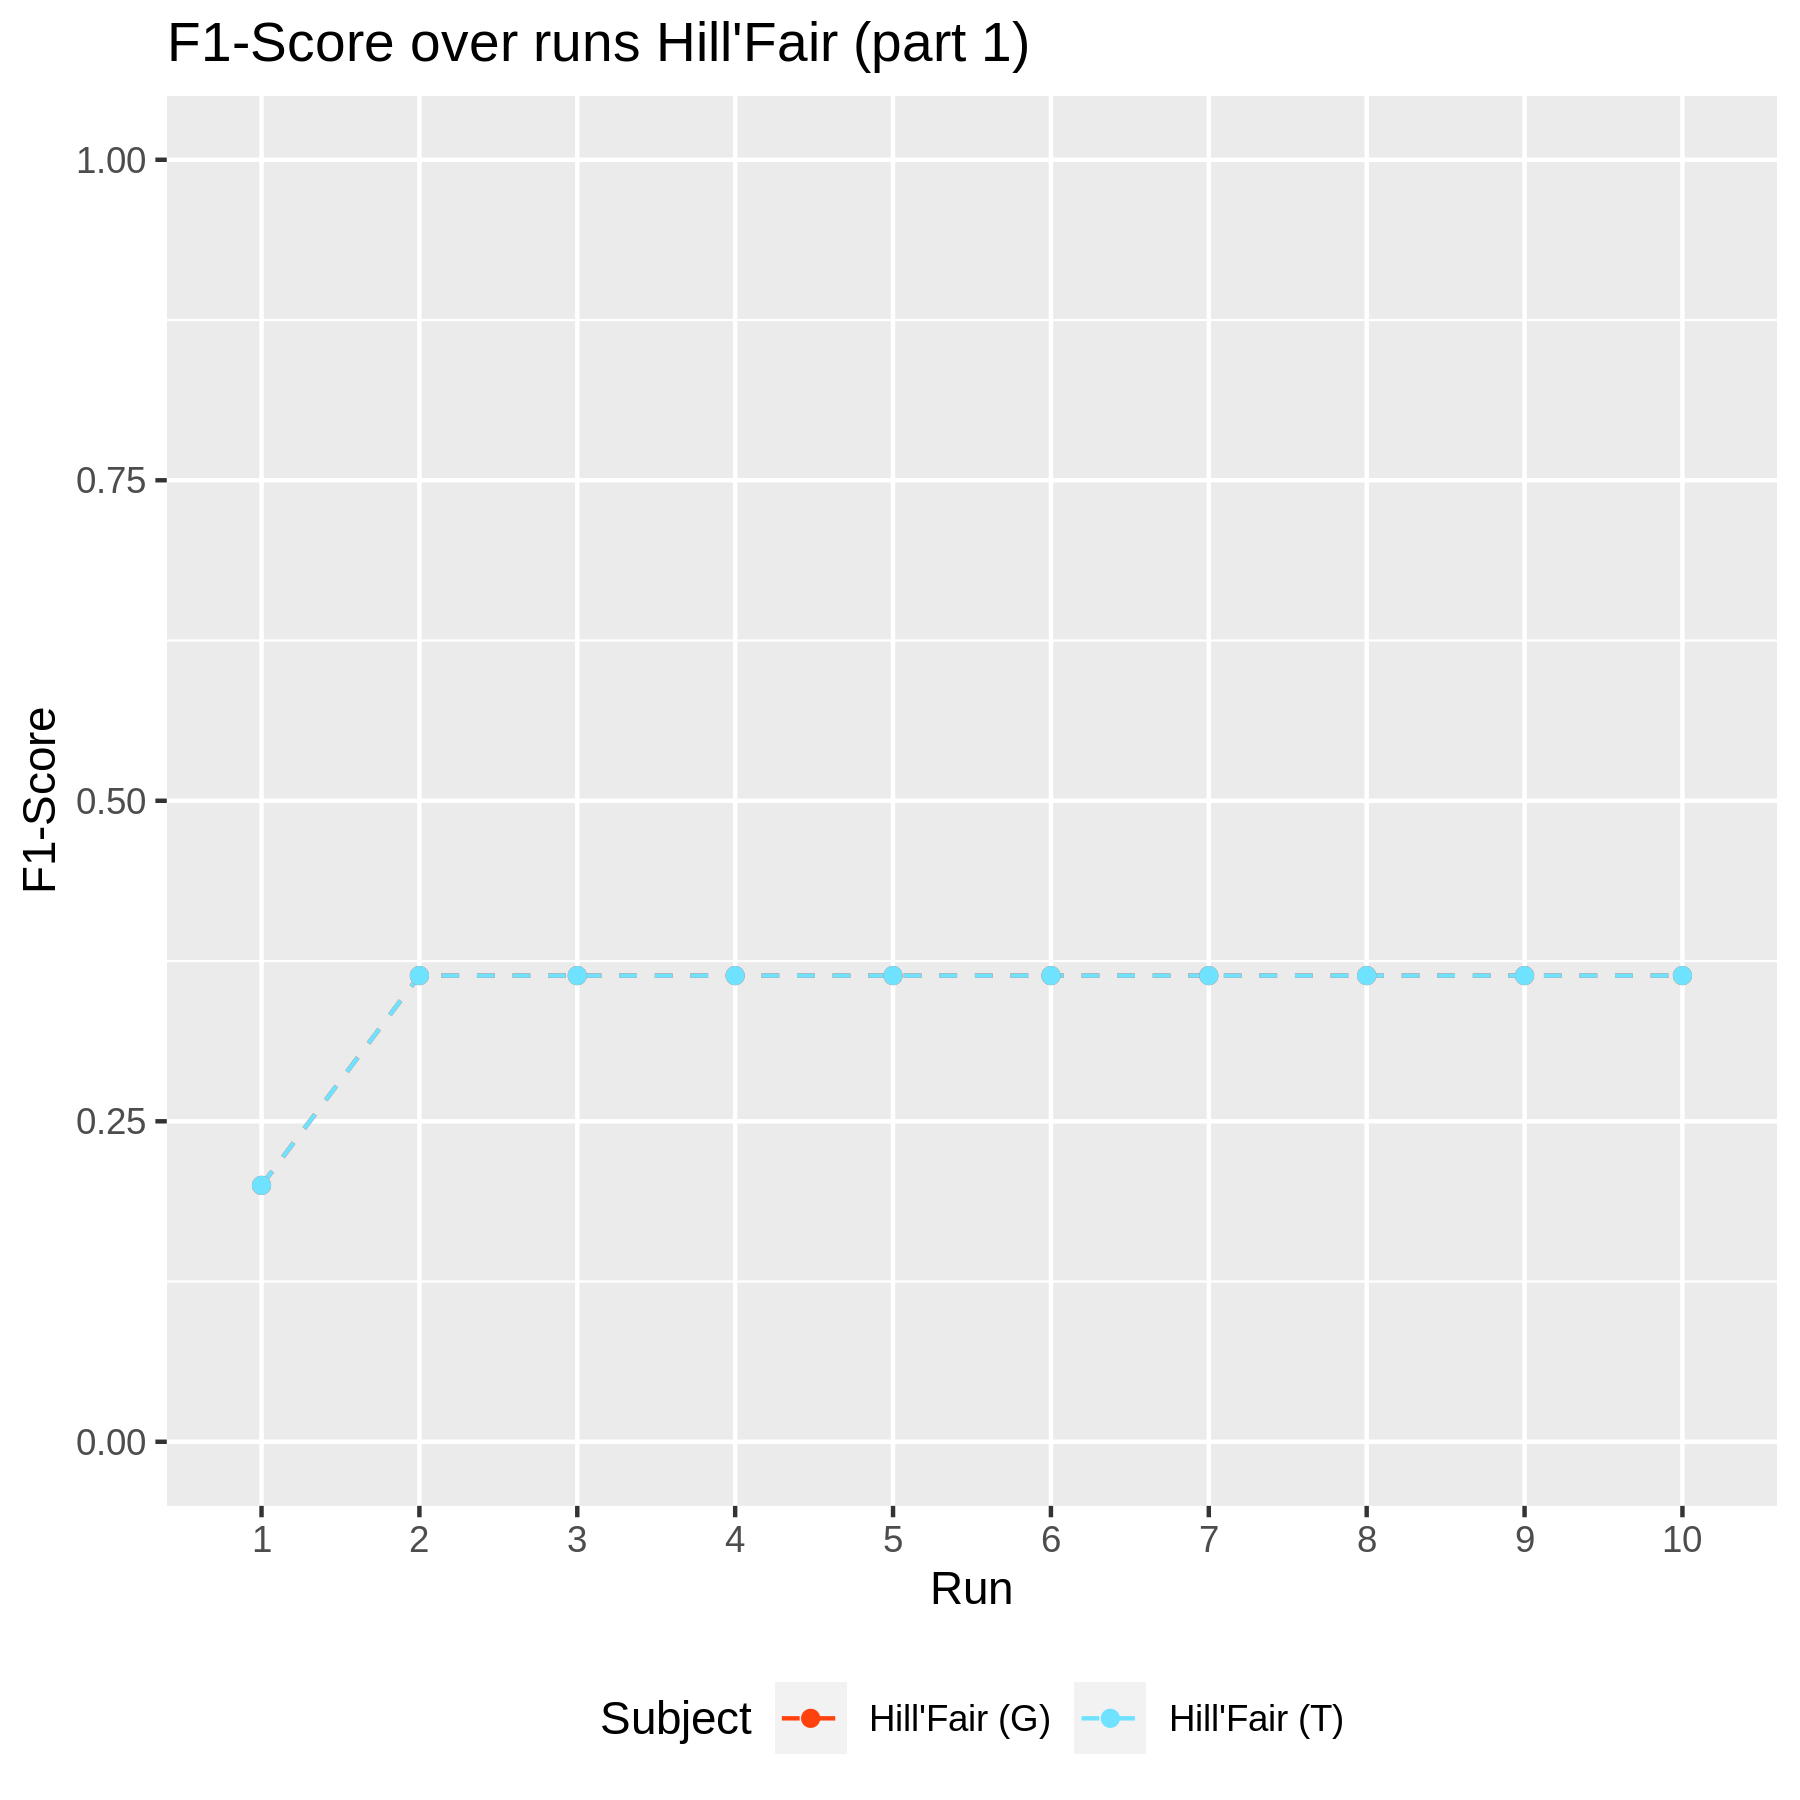 F1-Score over runs Hill'Fair (part 1)
1.00
0.75
0.50
0.25
0.00
F1-Score
1 2 3 4 5 6 7 8 9 10
Run
Subject Hill'Fair (G) Hill'Fair (T)